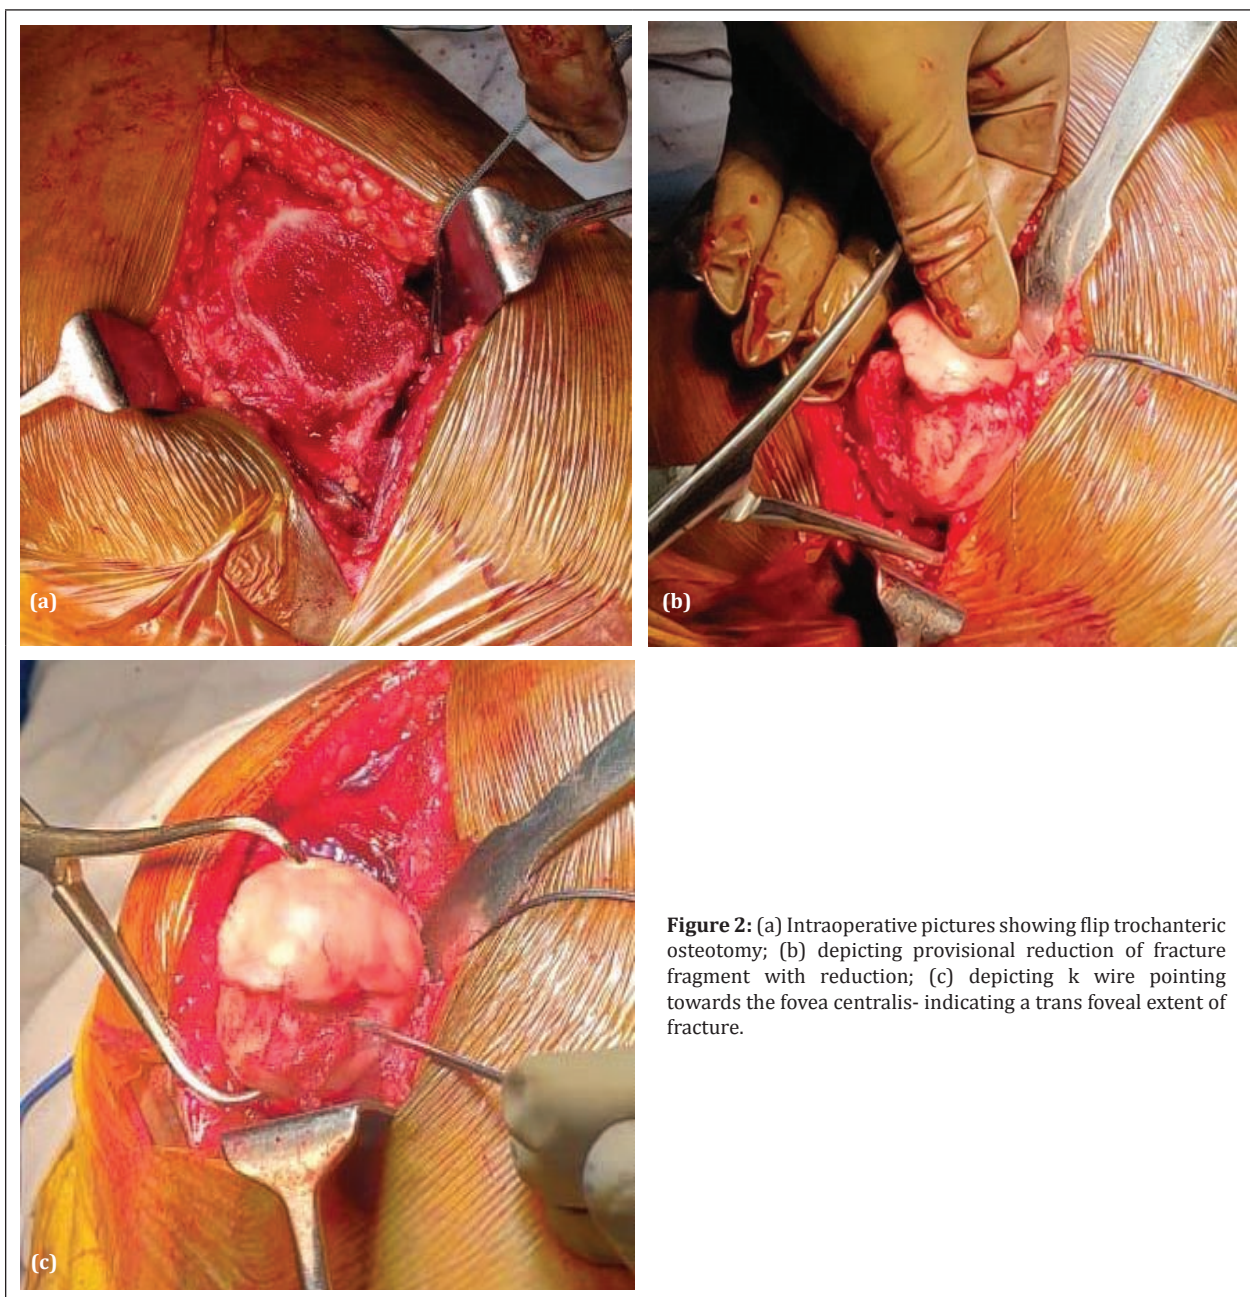 (a)
(b)
(c)
Figure 2: (a) Intraoperative pictures showing flip trochanteric
osteotomy; (b) depicting provisional reduction of fracture
fragment with reduction; (c) depicting k wire pointing
towards the fovea centralis- indicating a trans foveal extent of
fracture.